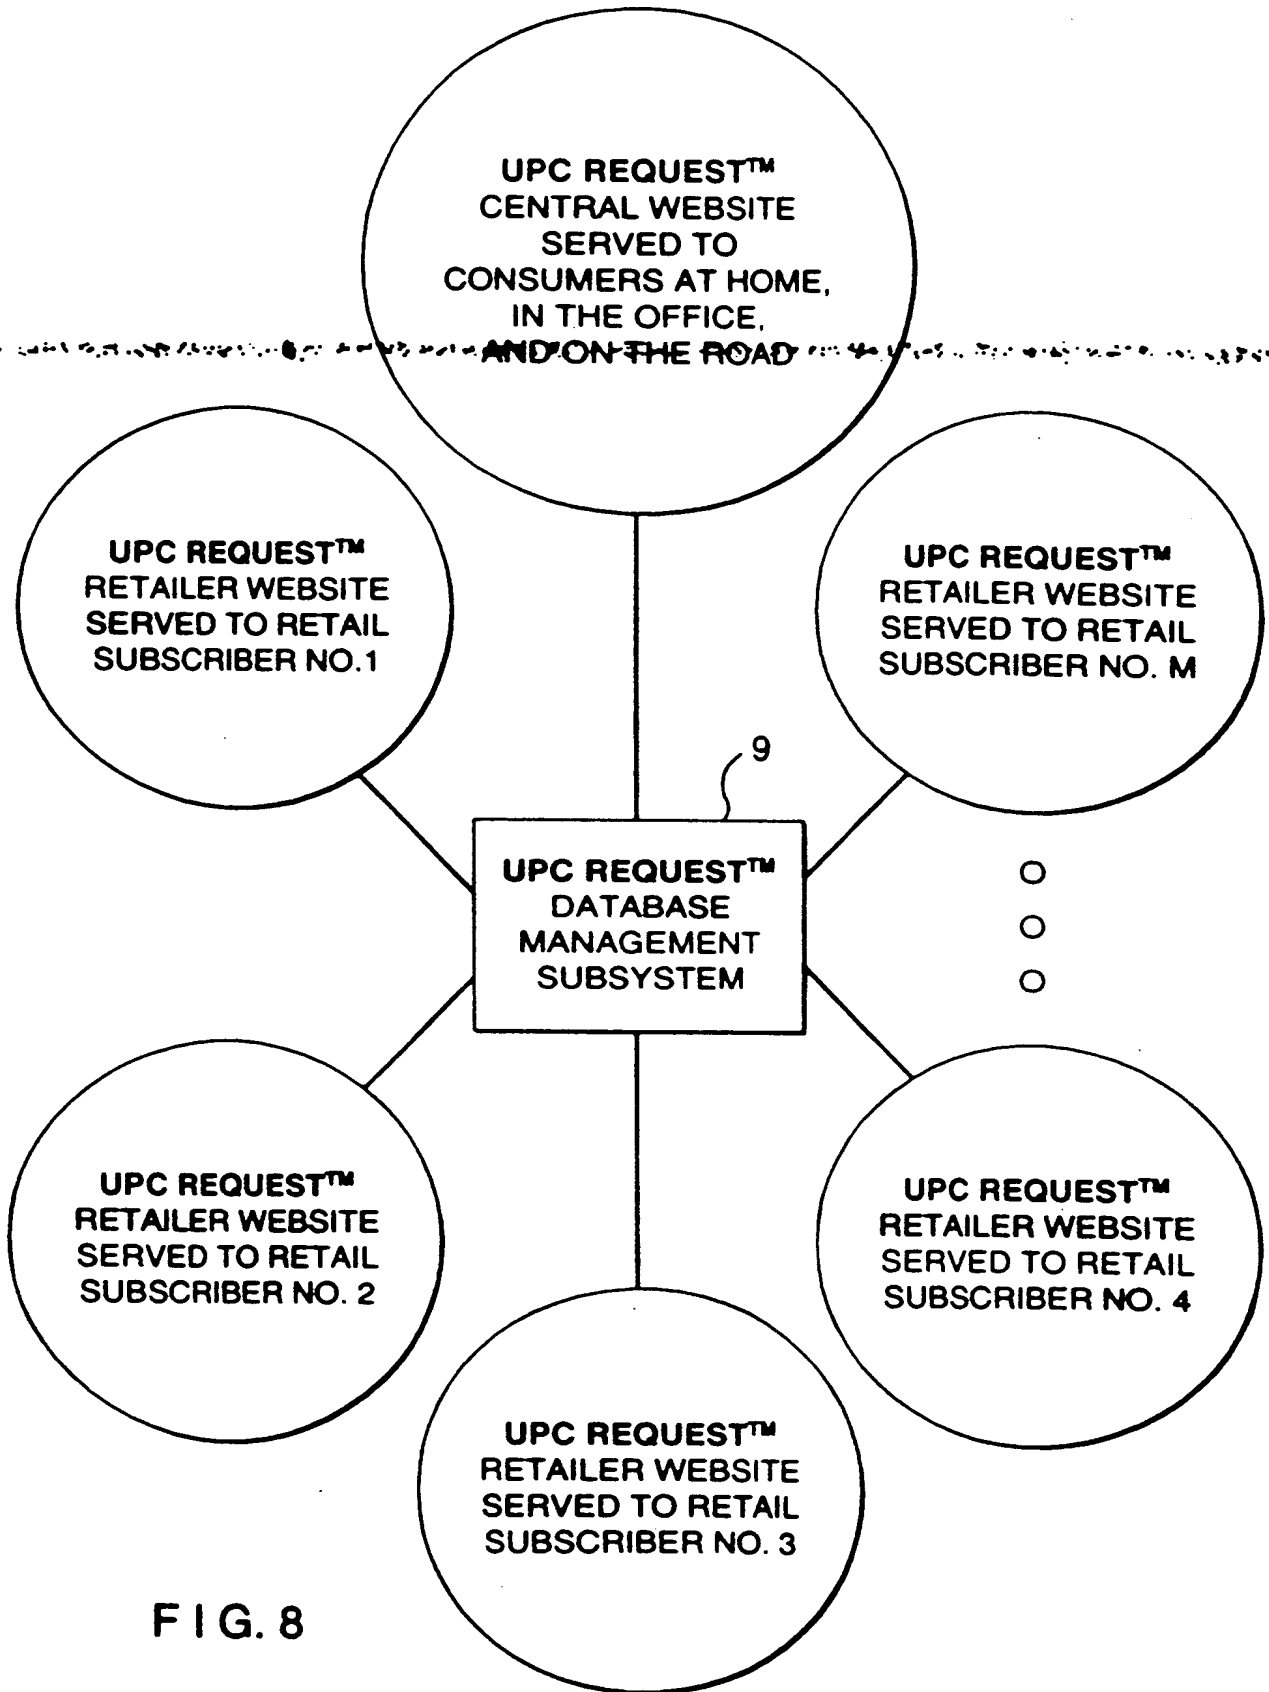 UPC REQUEST™
CENTRAL WEBSITE
SERVED TO
CONSUMERS AT HOME,
IN THE OFFICE,
AND ON THE ROAD
UPC REQUEST™
RETAILER WEBSITE
SERVED TO RETAIL
SUBSCRIBER NO.1
UPC REQUEST™
RETAILER WEBSITE
SERVED TO RETAIL
SUBSCRIBER NO. M
9
UPC REQUEST™
DATABASE
MANAGEMENT
SUBSYSTEM
UPC REQUEST™
RETAILER WEBSITE
SERVED TO RETAIL
SUBSCRIBER NO. 2
UPC REQUEST™
RETAILER WEBSITE
SERVED TO RETAIL
SUBSCRIBER NO. 4
UPC REQUEST™
RETAILER WEBSITE
SERVED TO RETAIL
SUBSCRIBER NO. 3
FIG. 8